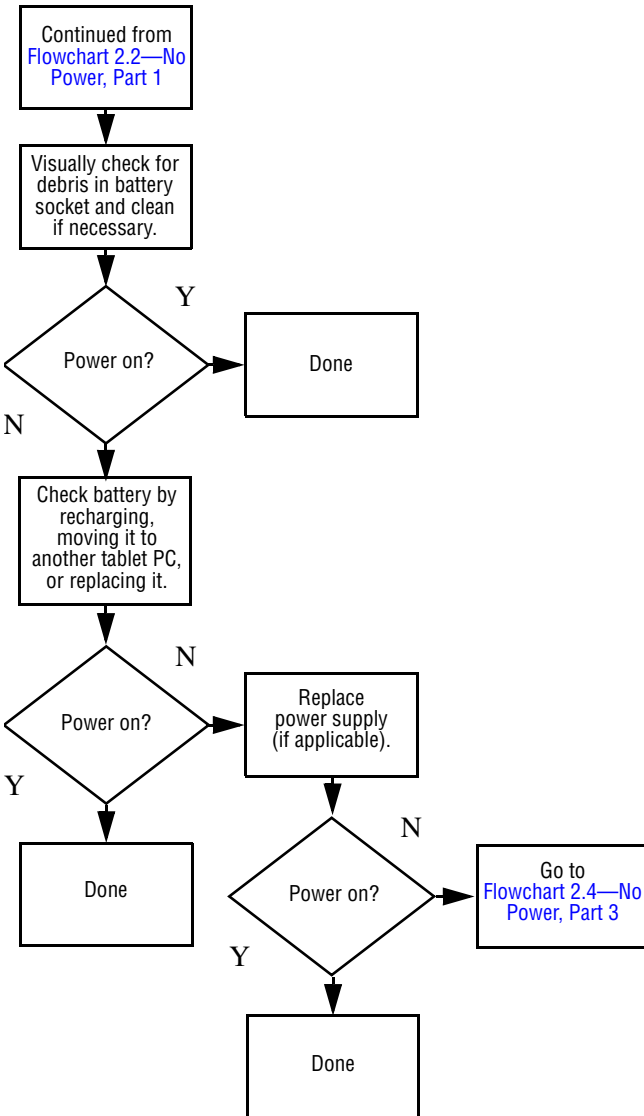 Continued from
Flowchart 2.2—No
Power, Part 1
Visually check for
debris in battery
socket and clean
if necessary.
Y
Power on?
Done
N
Check battery by
recharging,
moving it to
another tablet PC,
or replacing it.
N
Power on?
Replace
power supply
(if applicable).
Y
Done
N
Power on?
Go to
Flowchart 2.4—No
Power, Part 3
Y
Done